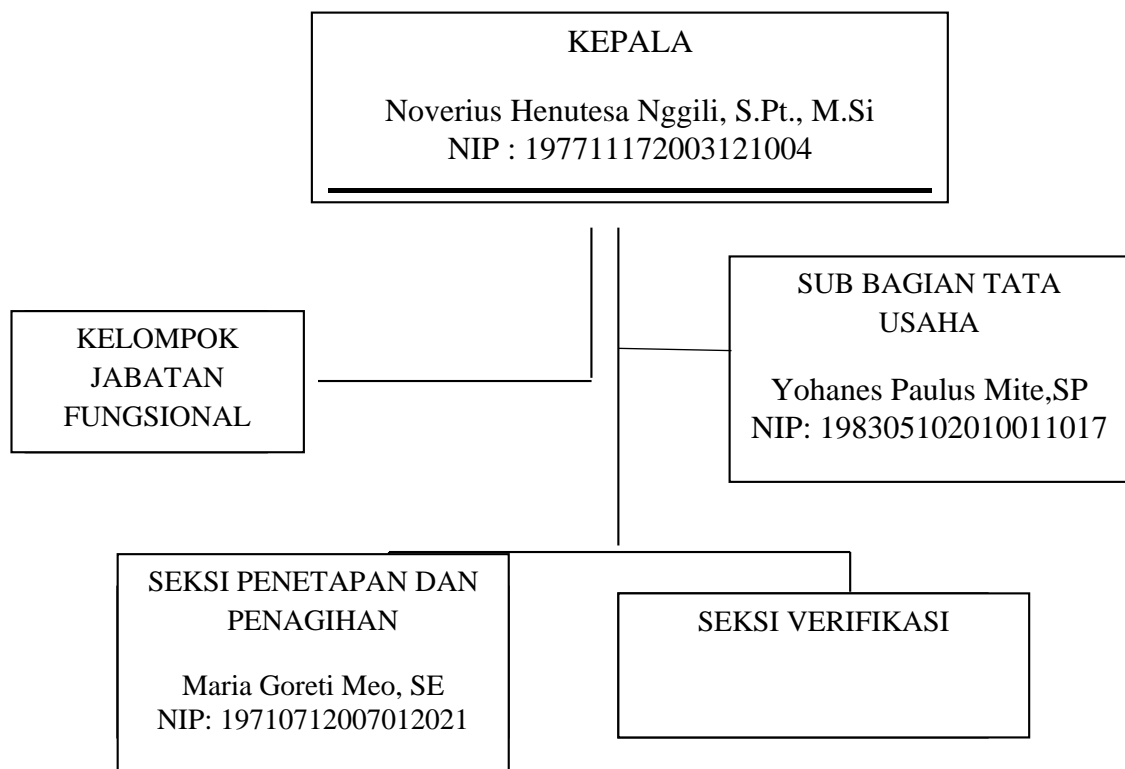 KEPALA
Noverius Henutesa Nggili, S.Pt., M.Si
NIP : 197711172003121004
SUB BAGIAN TATA
USAHA
Yohanes Paulus Mite,SP
NIP: 198305102010011017
KELOMPOK
JABATAN
FUNGSIONAL
SEKSI PENETAPAN DAN
PENAGIHAN
Maria Goreti Meo, SE
NIP: 19710712007012021
SEKSI VERIFIKASI